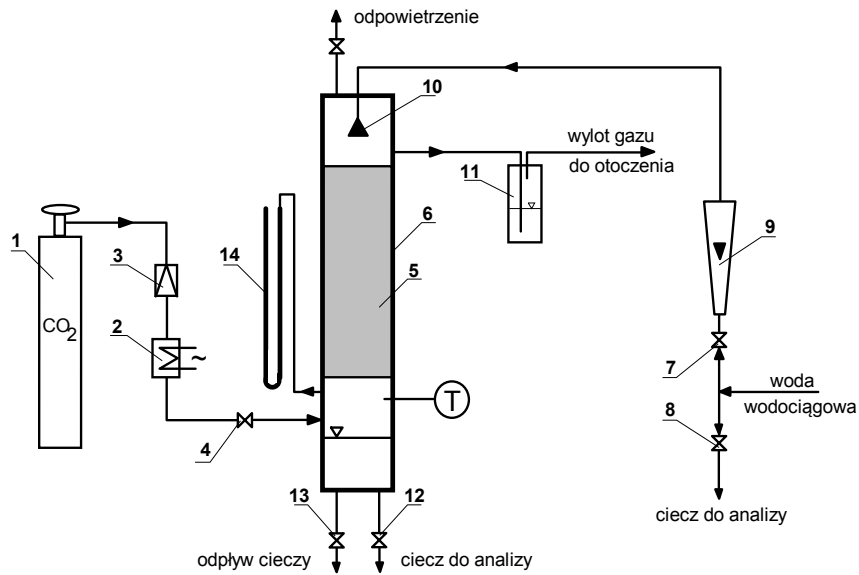 odpowietrzenie
10
wylot gazu
do otoczenia
11
1
3
14
6
9
5
CO2
2
~
T
7
woda
wodociągowa
4
8
13
12
ciecz do analizy
odpływ cieczy
ciecz do analizy